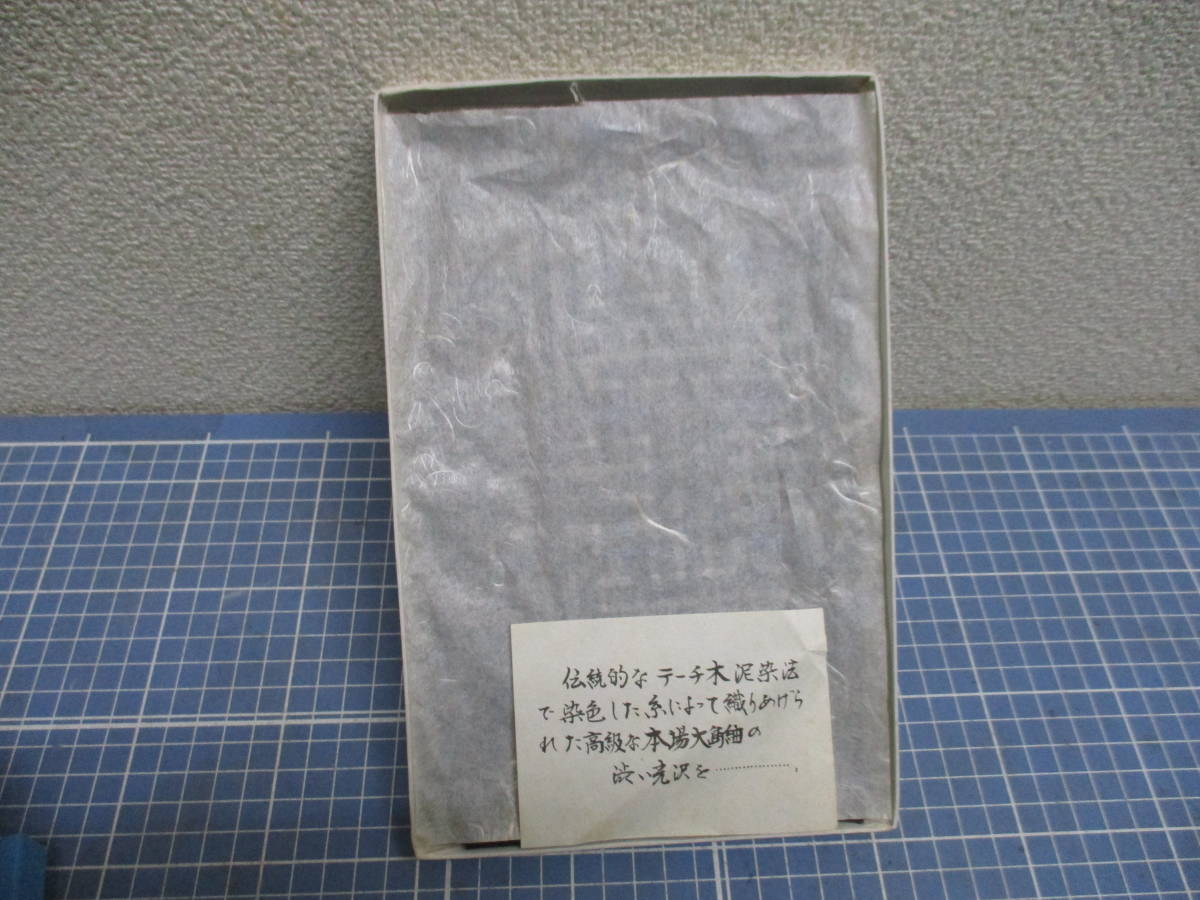 伝統的な テーチ木 泥染法
で 染色した 糸によって 織りあげら
れた 高級な 本場大島紬の
渋い光沢を…………………。